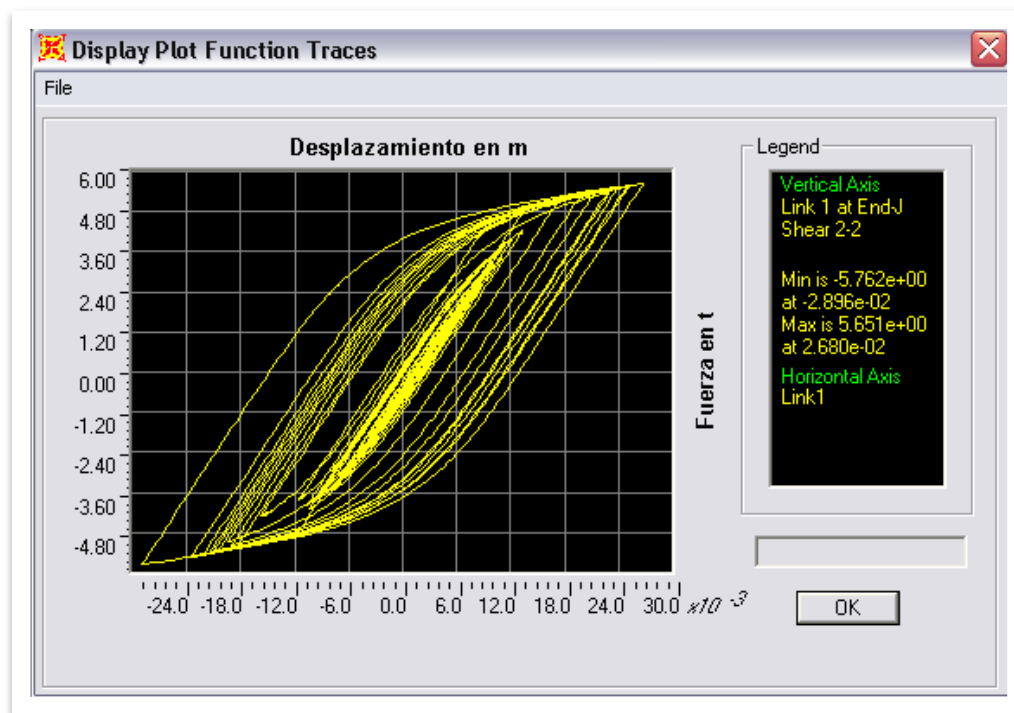 Display Plot Function Traces
File
Desplazamiento en m
6.00
4.80
3.60
2.40
1.20
0.00
-1.20
-2.40
-3.60
-4.80
-24.0 -18.0 -12.0 -6.0 0.0 6.0 12.0 18.0 24.0 30.0 x10 -3
Fuerza en t
Legend
Vertical Axis
Link 1 at End-J
Shear 2-2
Min is -5.762e+00
at -2.896e-02
Max is 5.651e+00
at 2.680e-02
Horizontal Axis
Link1
OK